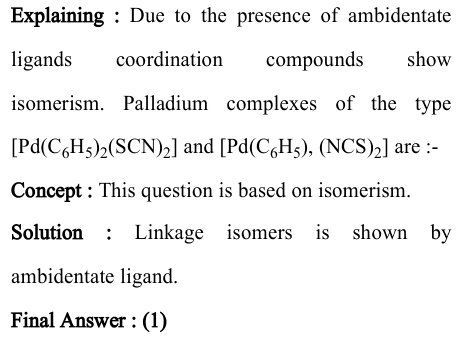 Explaining : Due to the presence of ambidentate
ligands coordination compounds show
isomerism. Palladium complexes of the type
[Pd(C₆H₅)₂(SCN)₂] and [Pd(C₆H₅), (NCS)₂] are :-
Concept : This question is based on isomerism.
Solution : Linkage isomers is shown by
ambidentate ligand.
Final Answer : (1)